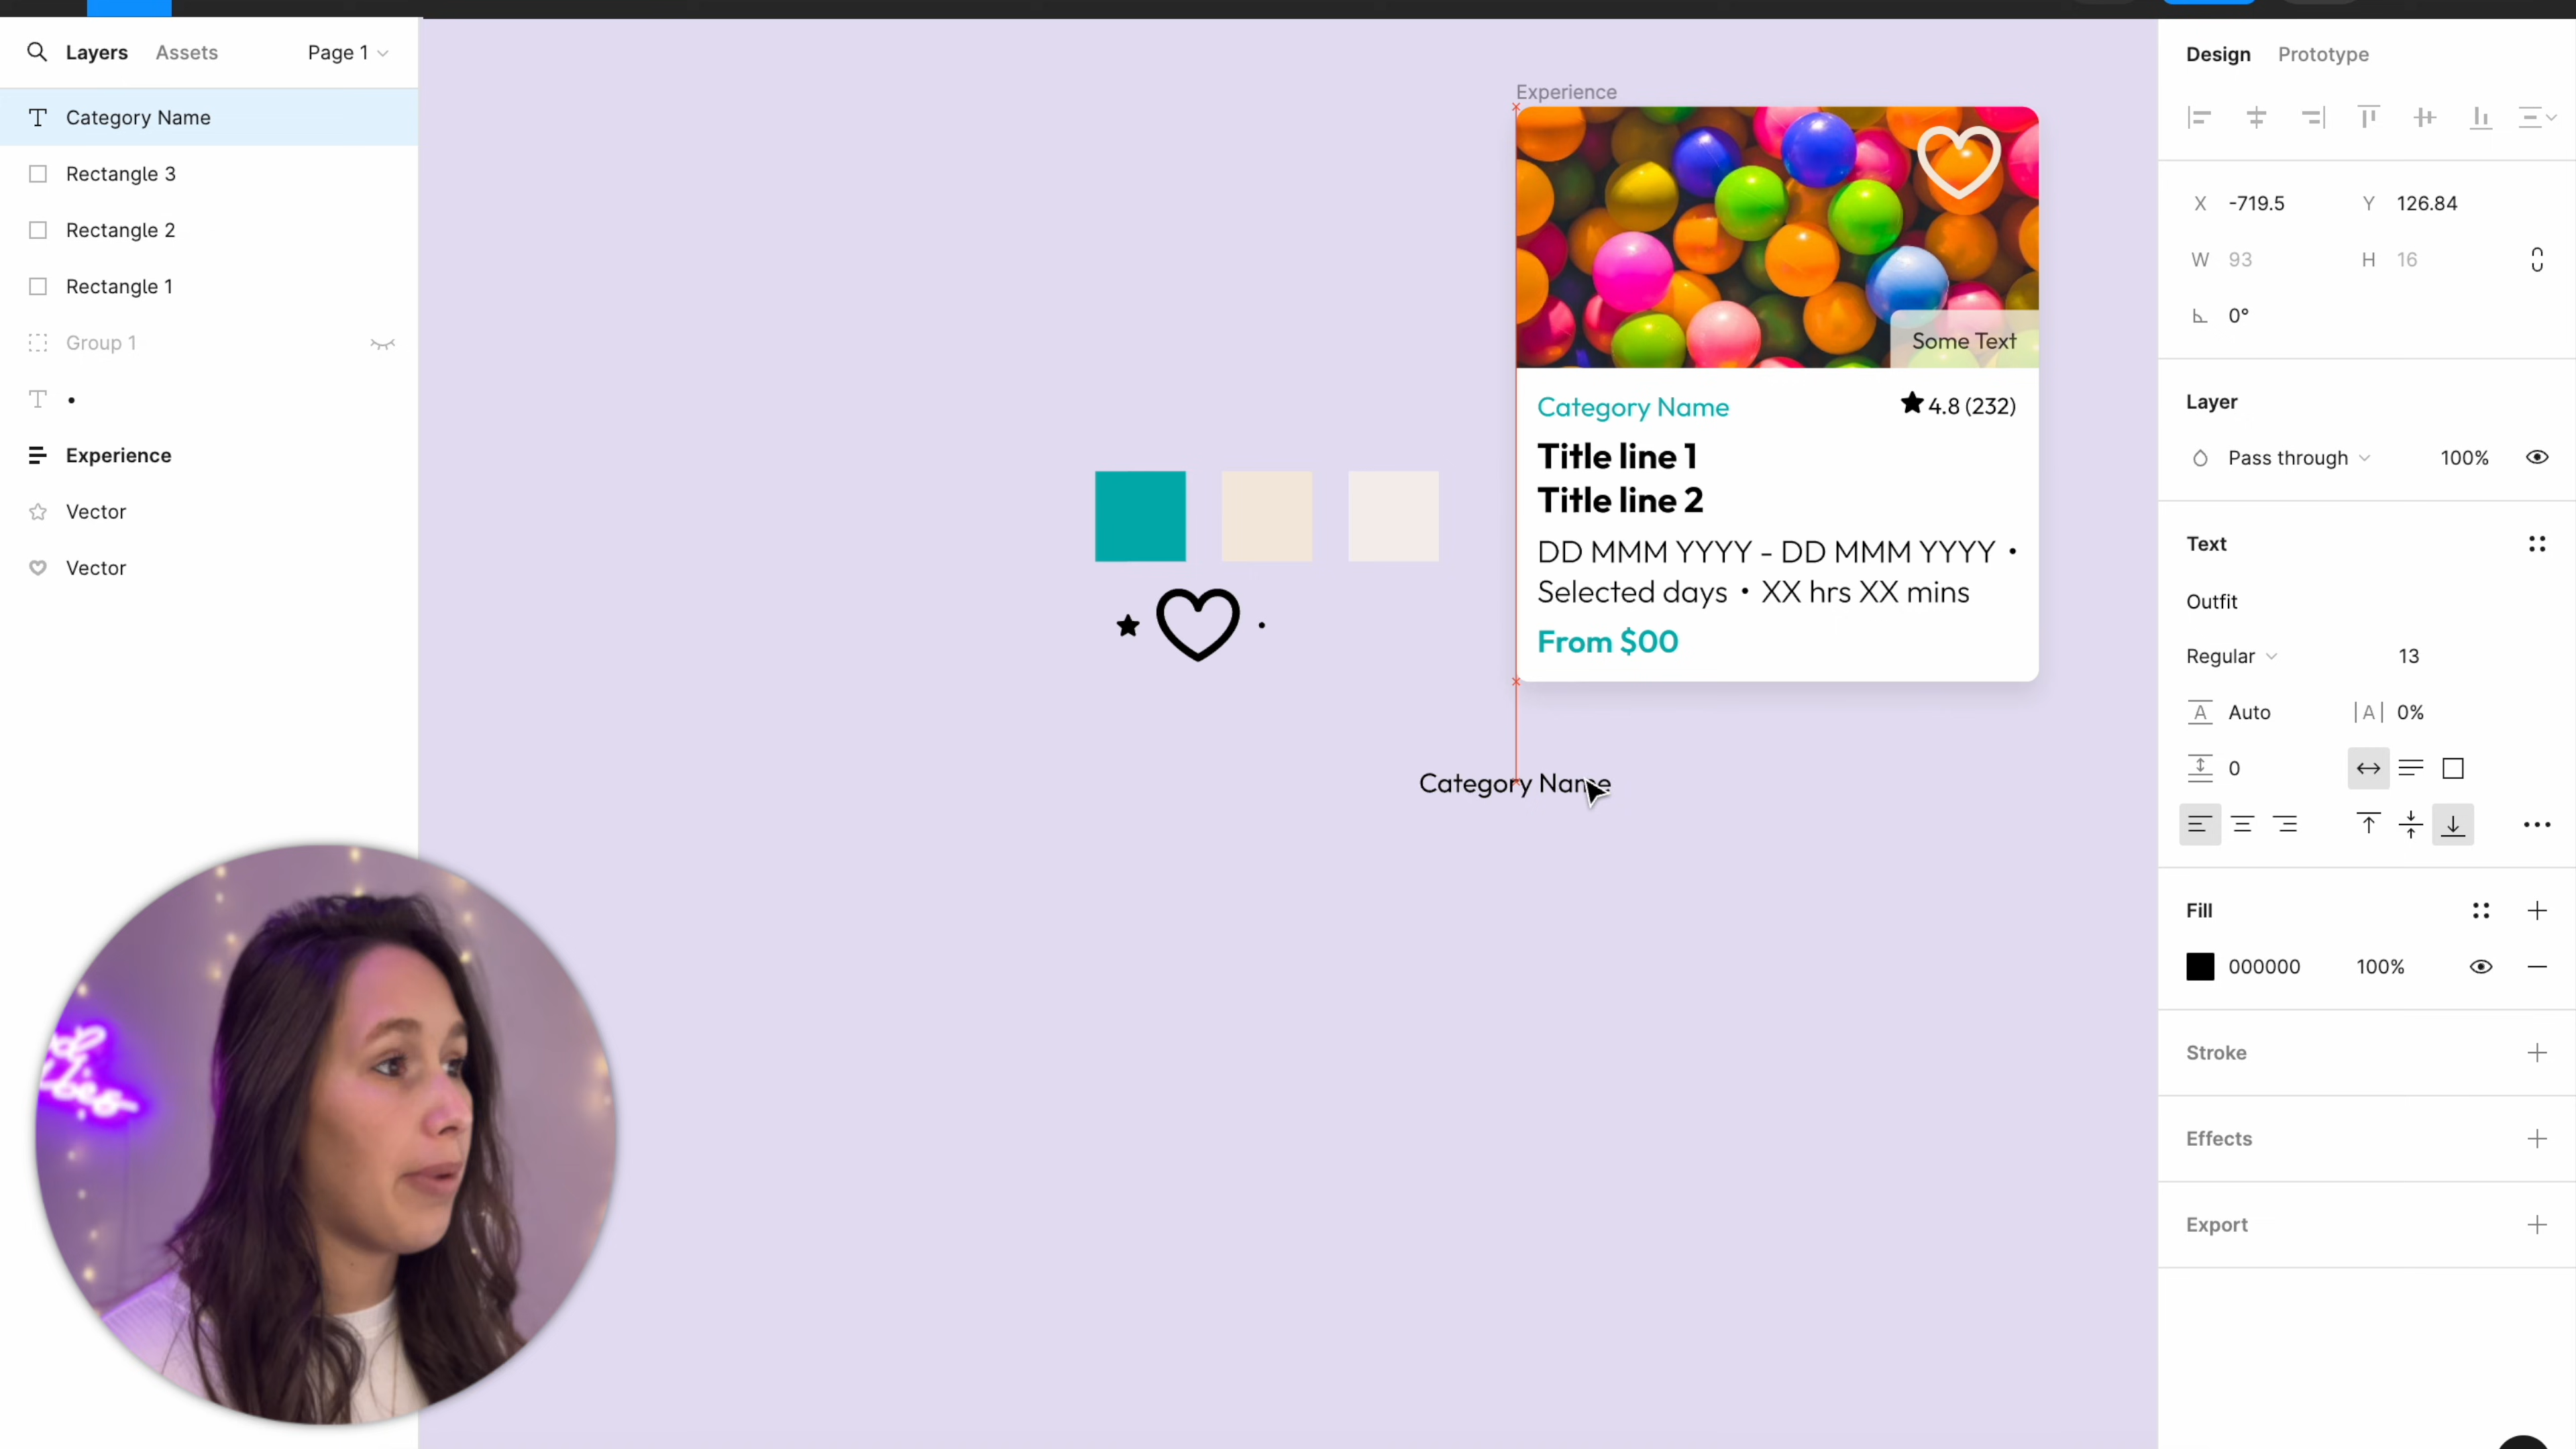 Layers Assets Page 1
Category Name
Rectangle 3
Rectangle 2
Rectangle 1
Group 1
•
Experience
Vector
Vector
Experience
Some Text
Category Name
4.8 (232)
Title line 1
Title line 2
DD MMM YYYY - DD MMM YYYY •
Selected days • XX hrs XX mins
From $00
Category Name
Design Prototype
X -719.5 Y 126.84
W 93 H 16
0°
Layer
Pass through 100%
Text
Outfit
Regular 13
A Auto |A| 0%
0
Fill
000000 100%
Stroke
Effects
Export